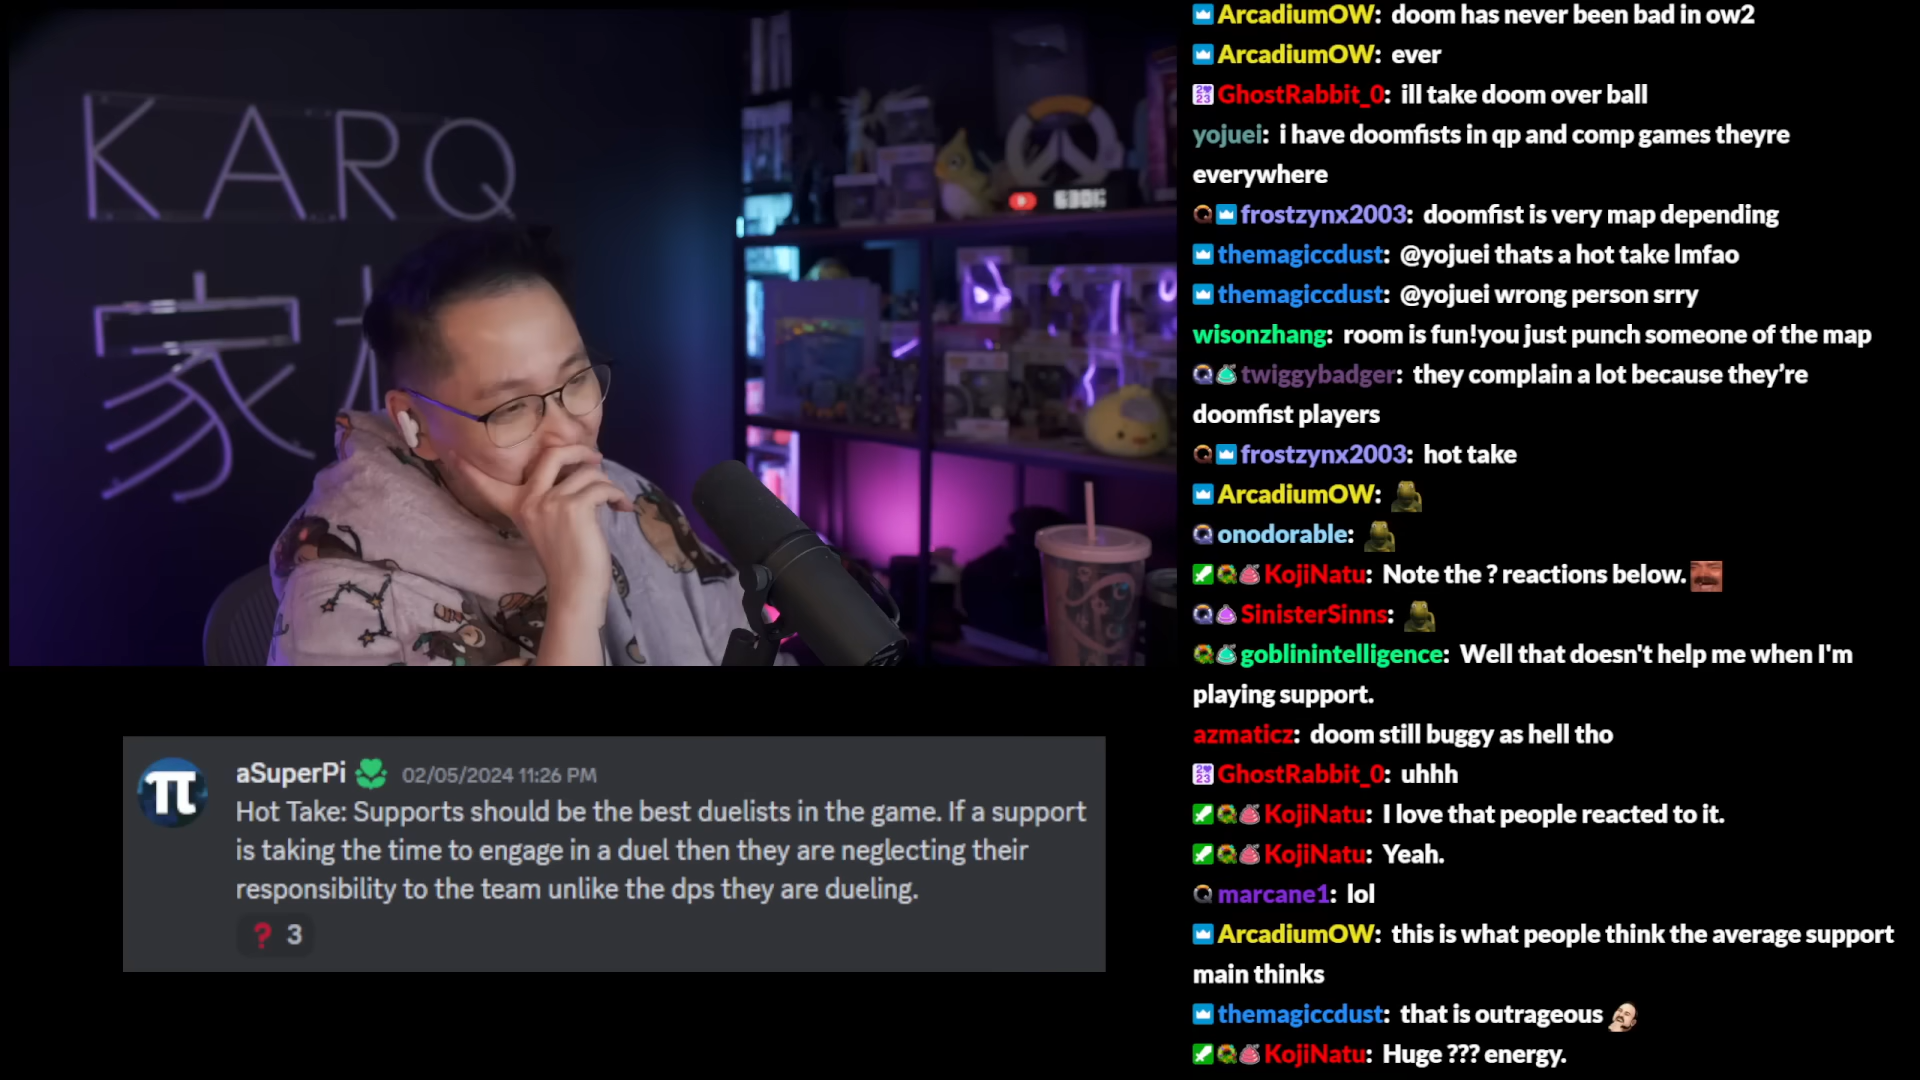 KARQ
家
630K
aSuperPi 02/05/2024 11:26 PM
Hot Take: Supports should be the best duelists in the game. If a support
is taking the time to engage in a duel then they are neglecting their
responsibility to the team unlike the dps they are dueling.
? 3
ArcadiumOW: doom has never been bad in ow2
ArcadiumOW: ever
GhostRabbit_0: ill take doom over ball
yojuei: i have doomfists in qp and comp games theyre
everywhere
frostzynx2003: doomfist is very map depending
themagiccdust: @yojuei thats a hot take lmfao
themagiccdust: @yojuei wrong person srry
wisonzhang: room is fun!you just punch someone of the map
twiggybadger: they complain a lot because they’re
doomfist players
frostzynx2003: hot take
ArcadiumOW:
onodorable:
KojiNatu: Note the ? reactions below.
SinisterSinns:
goblinintelligence: Well that doesn't help me when I'm
playing support.
azmaticz: doom still buggy as hell tho
GhostRabbit_0: uhhh
KojiNatu: I love that people reacted to it.
KojiNatu: Yeah.
marcane1: lol
ArcadiumOW: this is what people think the average support
main thinks
themagiccdust: that is outrageous
KojiNatu: Huge ??? energy.